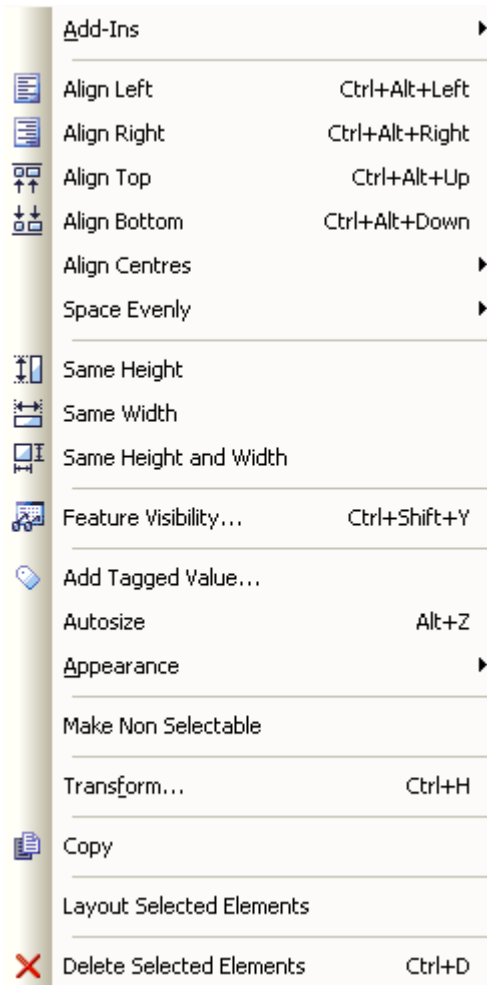 Add-Ins
Align Left Ctrl+Alt+Left
Align Right Ctrl+Alt+Right
Align Top Ctrl+Alt+Up
Align Bottom Ctrl+Alt+Down
Align Centres
Space Evenly
Same Height
Same Width
Same Height and Width
Feature Visibility... Ctrl+Shift+Y
Add Tagged Value...
Autosize Alt+Z
Appearance
Make Non Selectable
Transform... Ctrl+H
Copy
Layout Selected Elements
Delete Selected Elements Ctrl+D